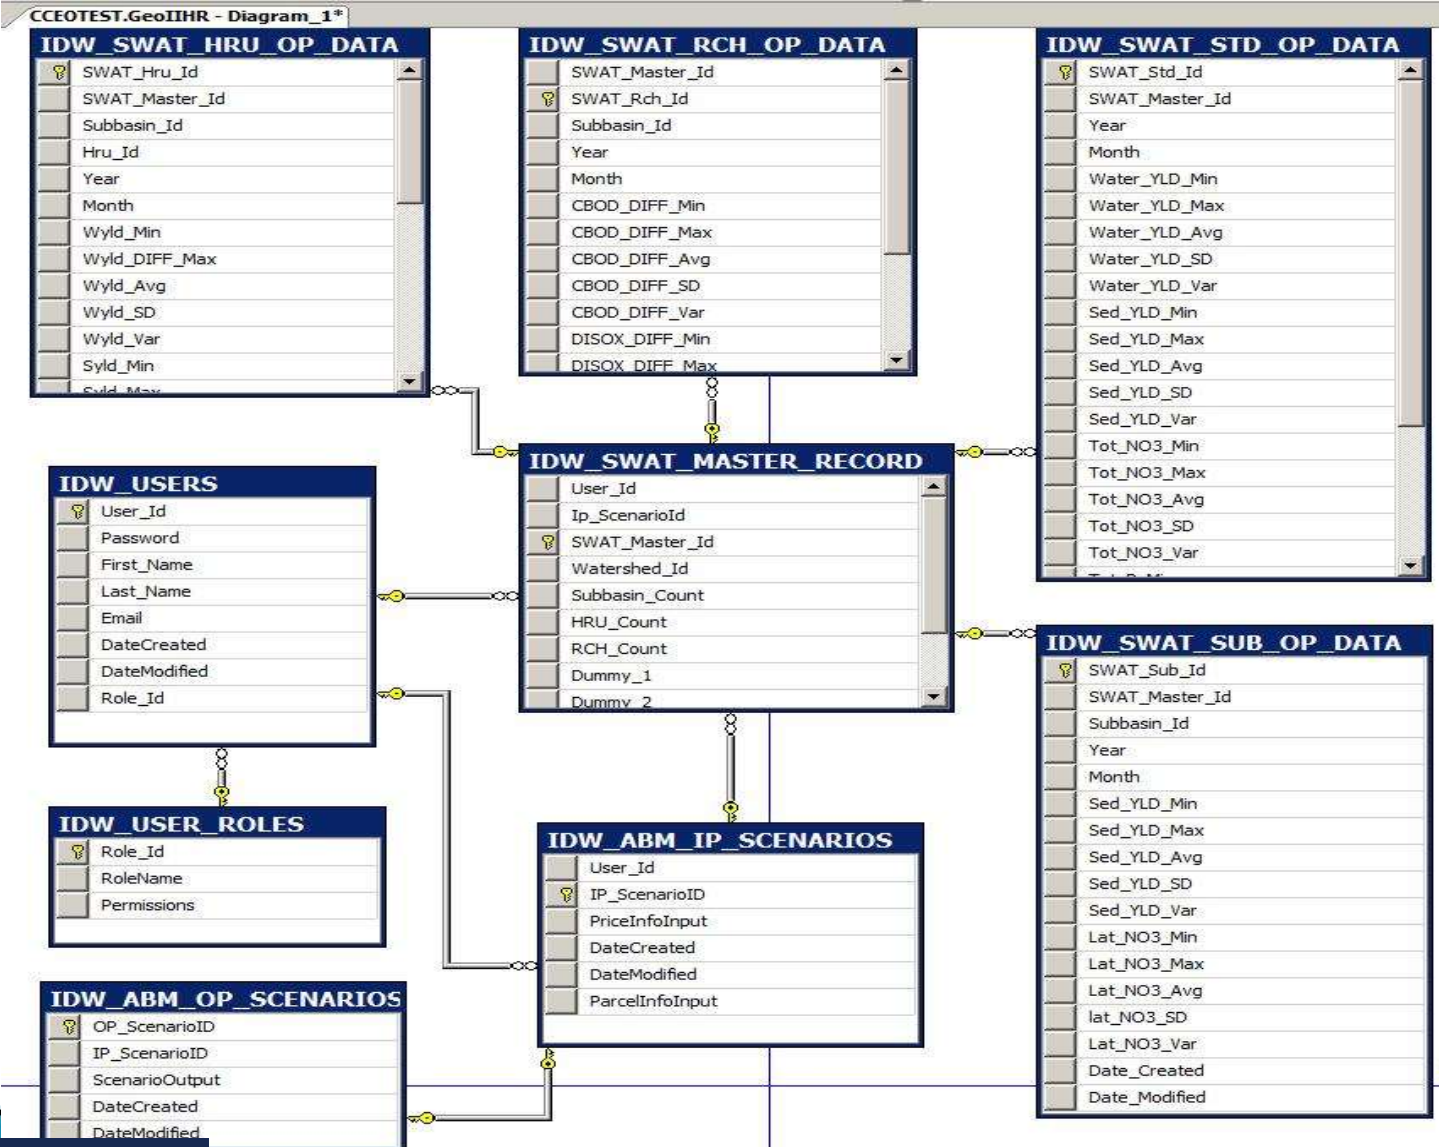 CCEOTEST.GeoIIHR - Diagram_1*
IDW_SWAT_HRU_OP_DATA
SWAT_Hru_Id
SWAT_Master_Id
Subbasin_Id
Hru_Id
Year
Month
Wyld_Min
Wyld_DIFF_Max
Wyld_Avg
Wyld_SD
Wyld_Var
Syld_Min
Syld_Max
IDW_SWAT_RCH_OP_DATA
SWAT_Master_Id
SWAT_Rch_Id
Subbasin_Id
Year
Month
CBOD_DIFF_Min
CBOD_DIFF_Max
CBOD_DIFF_Avg
CBOD_DIFF_SD
CBOD_DIFF_Var
DISOX_DIFF_Min
DISOX_DIFF_Max
IDW_SWAT_STD_OP_DATA
SWAT_Std_Id
SWAT_Master_Id
Year
Month
Water_YLD_Min
Water_YLD_Max
Water_YLD_Avg
Water_YLD_SD
Water_YLD_Var
Sed_YLD_Min
Sed_YLD_Max
Sed_YLD_Avg
Sed_YLD_SD
Sed_YLD_Var
Tot_NO3_Min
Tot_NO3_Max
Tot_NO3_Avg
Tot_NO3_SD
Tot_NO3_Var
IDW_USERS
User_Id
Password
First_Name
Last_Name
Email
DateCreated
DateModified
Role_Id
IDW_SWAT_MASTER_RECORD
User_Id
Ip_ScenarioId
SWAT_Master_Id
Watershed_Id
Subbasin_Count
HRU_Count
RCH_Count
Dummy_1
Dummy_2
IDW_SWAT_SUB_OP_DATA
SWAT_Sub_Id
SWAT_Master_Id
Subbasin_Id
Year
Month
Sed_YLD_Min
Sed_YLD_Max
Sed_YLD_Avg
Sed_YLD_SD
Sed_YLD_Var
Lat_NO3_Min
Lat_NO3_Max
Lat_NO3_Avg
lat_NO3_SD
Lat_NO3_Var
Date_Created
Date_Modified
IDW_USER_ROLES
Role_Id
RoleName
Permissions
IDW_ABM_IP_SCENARIOS
User_Id
IP_ScenarioID
PriceInfoInput
DateCreated
DateModified
ParcelInfoInput
IDW_ABM_OP_SCENARIOS
OP_ScenarioID
IP_ScenarioID
ScenarioOutput
DateCreated
DateModified